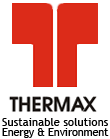 THERMAX
Sustainable solutions
Energy & Environment